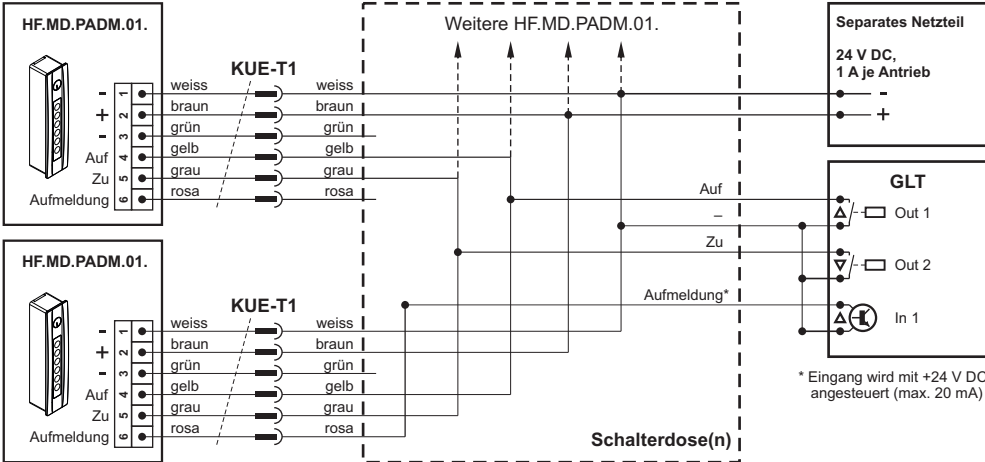 HF.MD.PADM.01.
KUE-T1
- 1 weiss weiss
+ 2 braun braun
- 3 grün grün
Auf 4 gelb gelb
Zu 5 grau grau
Aufmeldung 6 rosa rosa
HF.MD.PADM.01.
KUE-T1
- 1 weiss weiss
+ 2 braun braun
- 3 grün grün
Auf 4 gelb gelb
Zu 5 grau grau
Aufmeldung 6 rosa rosa
Weitere HF.MD.PADM.01.
Auf
–
Zu
Aufmeldung*
Schalterdose(n)
Separates Netzteil
24 V DC,
1 A je Antrieb
-
+
GLT
Out 1
Out 2
In 1
* Eingang wird mit +24 V DC
angesteuert (max. 20 mA)